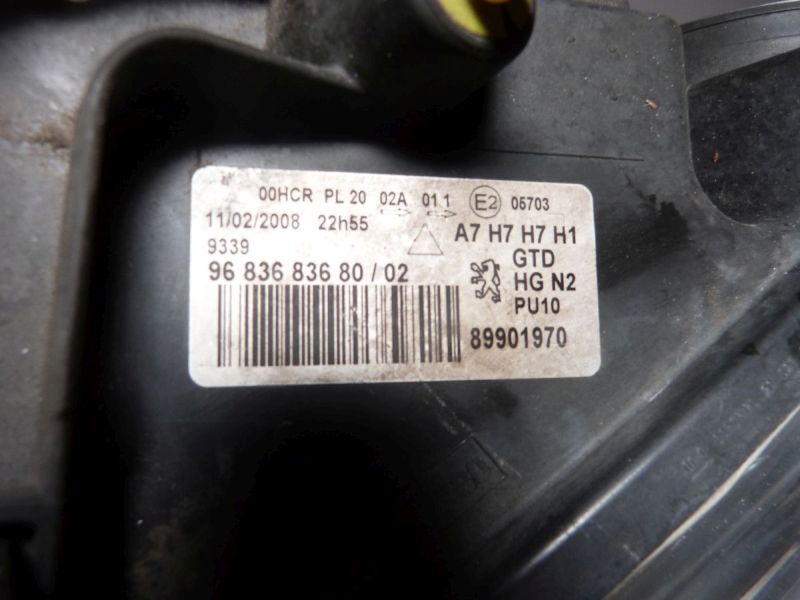 00HCR PL 20 02A 01 1 E2 05703
11/02/2008 22h55
A7 H7 H7 H1
9339
GTD
96 836 836 80 / 02
HG N2
PU10
89901970